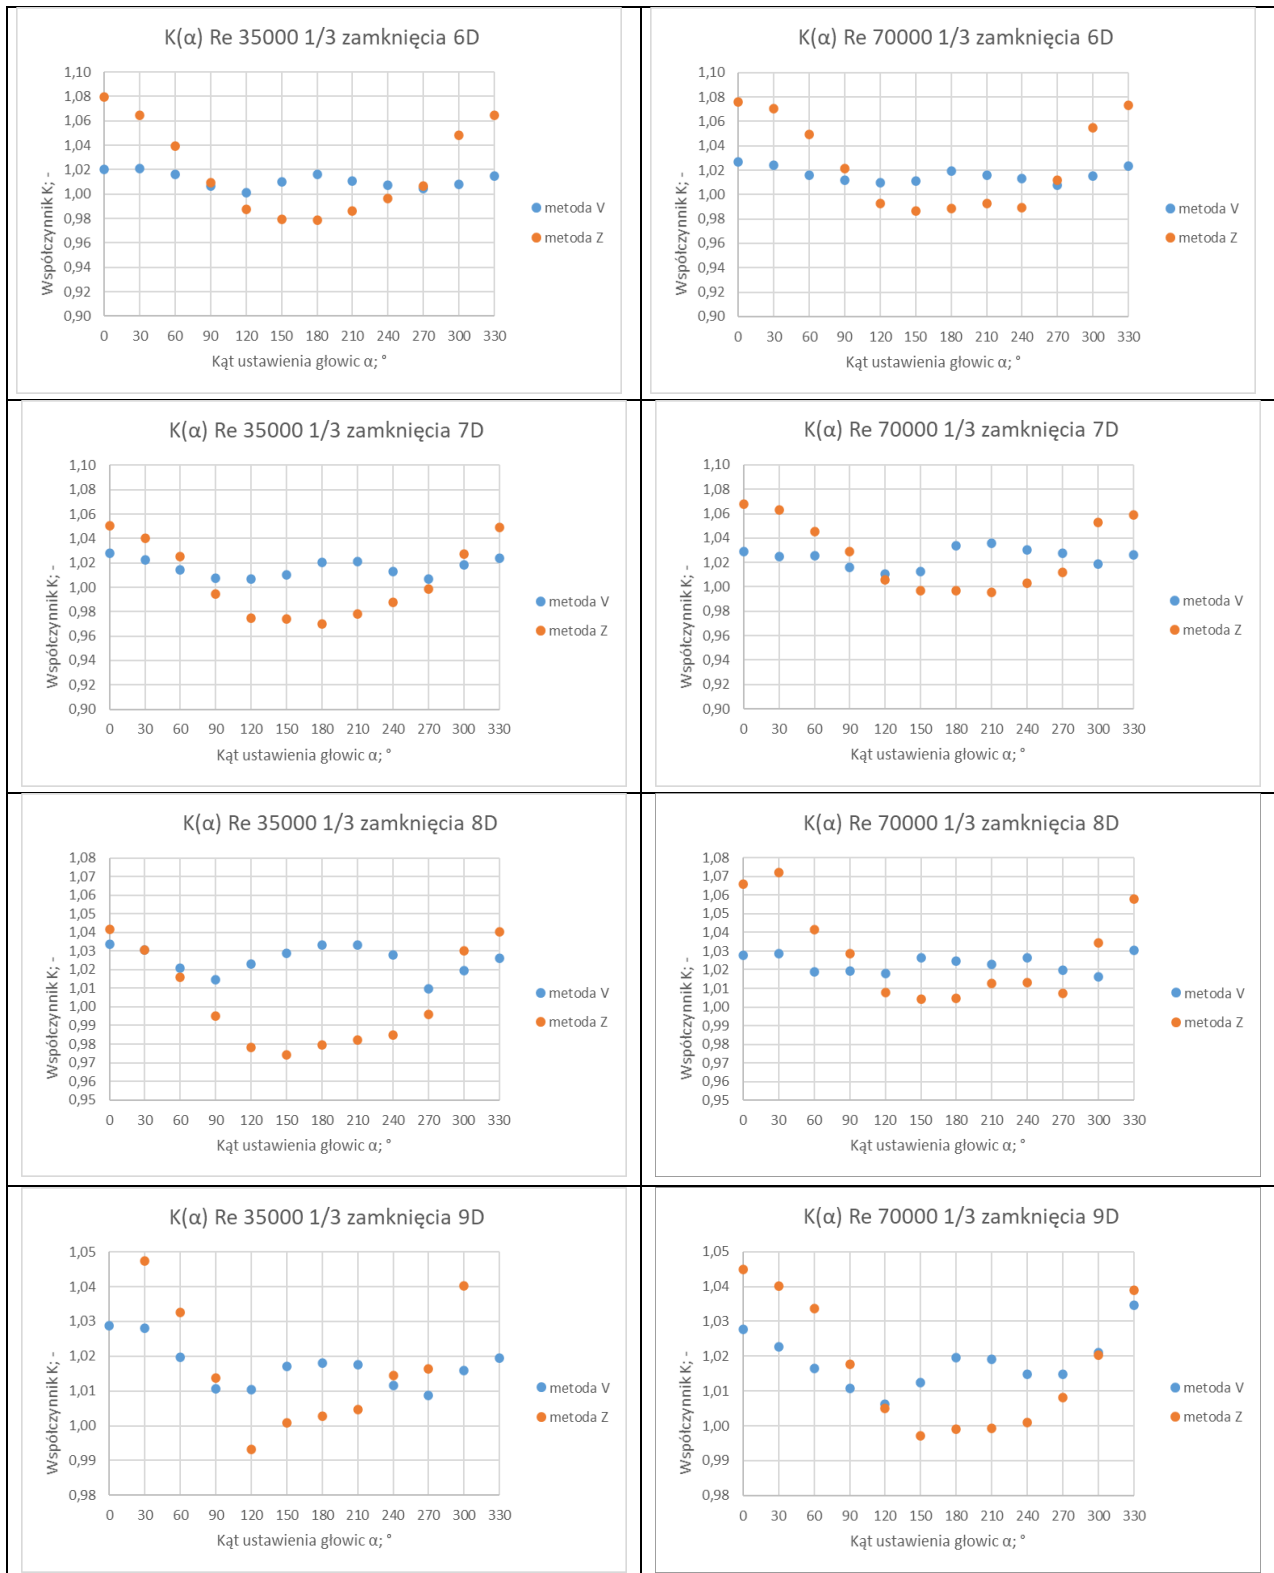 K(α) Re 35000 1/3 zamknięcia 6D
Współczynnik K; -
1,10
1,08
1,06
1,04
1,02
1,00
0,98
0,96
0,94
0,92
0,90
0 30 60 90 120 150 180 210 240 270 300 330
Kąt ustawienia głowic α; °
metoda V
metoda Z
K(α) Re 70000 1/3 zamknięcia 6D
Współczynnik K; -
1,10
1,08
1,06
1,04
1,02
1,00
0,98
0,96
0,94
0,92
0,90
0 30 60 90 120 150 180 210 240 270 300 330
Kąt ustawienia głowic α; °
metoda V
metoda Z
K(α) Re 35000 1/3 zamknięcia 7D
Współczynnik K; -
1,10
1,08
1,06
1,04
1,02
1,00
0,98
0,96
0,94
0,92
0,90
0 30 60 90 120 150 180 210 240 270 300 330
Kąt ustawienia głowic α; °
metoda V
metoda Z
K(α) Re 70000 1/3 zamknięcia 7D
Współczynnik K; -
1,10
1,08
1,06
1,04
1,02
1,00
0,98
0,96
0,94
0,92
0,90
0 30 60 90 120 150 180 210 240 270 300 330
Kąt ustawienia głowic α; °
metoda V
metoda Z
K(α) Re 35000 1/3 zamknięcia 8D
Współczynnik K; -
1,08
1,07
1,06
1,05
1,04
1,03
1,02
1,01
1,00
0,99
0,98
0,97
0,96
0,95
0 30 60 90 120 150 180 210 240 270 300 330
Kąt ustawienia głowic α; °
metoda V
metoda Z
K(α) Re 70000 1/3 zamknięcia 8D
Współczynnik K; -
1,08
1,07
1,06
1,05
1,04
1,03
1,02
1,01
1,00
0,99
0,98
0,97
0,96
0,95
0 30 60 90 120 150 180 210 240 270 300 330
Kąt ustawienia głowic α; °
metoda V
metoda Z
K(α) Re 35000 1/3 zamknięcia 9D
Współczynnik K; -
1,05
1,04
1,03
1,02
1,01
1,00
0,99
0,98
0 30 60 90 120 150 180 210 240 270 300 330
Kąt ustawienia głowic α; °
metoda V
metoda Z
K(α) Re 70000 1/3 zamknięcia 9D
Współczynnik K; -
1,05
1,04
1,03
1,02
1,01
1,00
0,99
0,98
0 30 60 90 120 150 180 210 240 270 300 330
Kąt ustawienia głowic α; °
metoda V
metoda Z